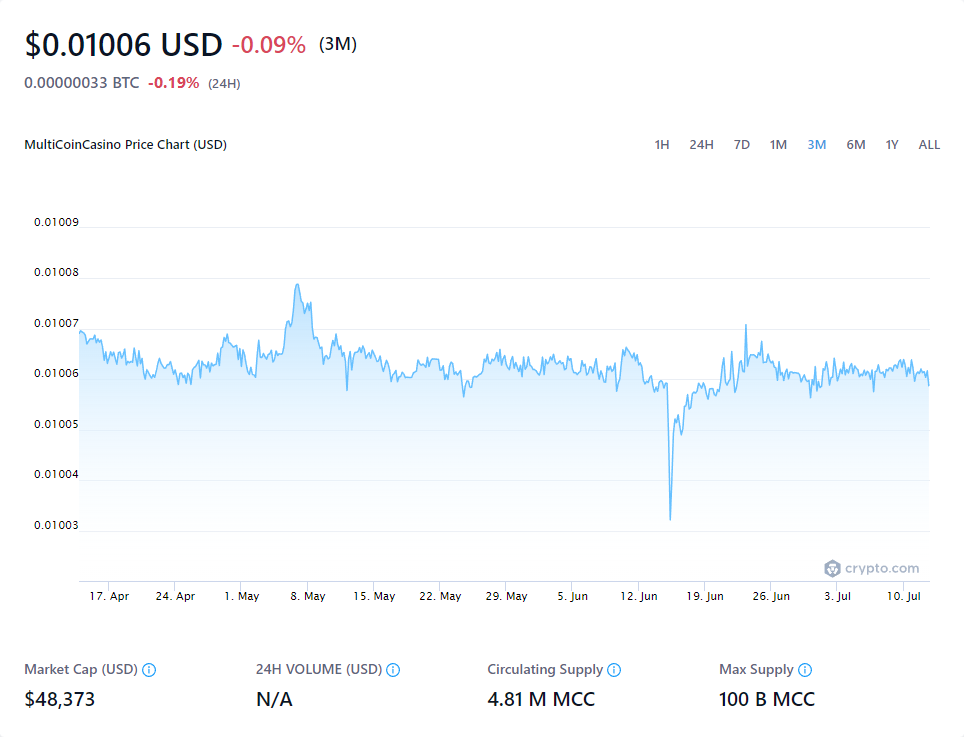 $0.01006 USD -0.09% (3M)
0.00000033 BTC -0.19% (24H)
MultiCoinCasino Price Chart (USD) 1H 24H 7D 1M 3M 6M 1Y ALL
0.01009
0.01008
0.01007
0.01006
0.01005
0.01004
0.01003
crypto.com
17. Apr 24. Apr 1. May 8. May 15. May 22. May 29. May 5. Jun 12. Jun 19. Jun 26. Jun 3. Jul 10. Jul
Market Cap (USD) 24H VOLUME (USD) Circulating Supply Max Supply
$48,373 N/A 4.81 M MCC 100 B MCC